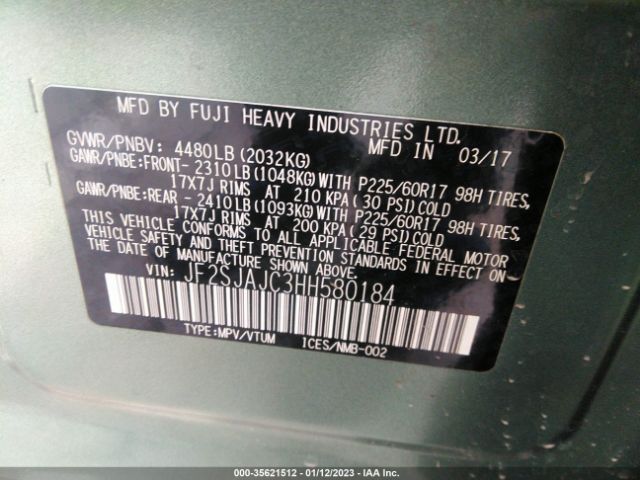 MFD BY FUJI HEAVY INDUSTRIES LTD.
GVWR/PNBV: 4480LB(2032KG) MFD IN 03/17
GAWR/PNBE:FRONT- 2310LB(1048KG)WITH P225/60R17 98H TIRES,
17X7J RIMS AT 210 KPA(30 PSI)COLD
GAWR/PNBE:REAR - 2410LB(1093KG)WITH P225/60R17 98H TIRES,
17X7J RIMS AT 200 KPA(29 PSI)COLD
THIS VEHICLE CONFORMS TO ALL APPLICABLE FEDERAL MOTOR
VEHICLE SAFETY AND THEFT PREVENTION STANDARDS IN EFFECT ON
THE DATE OF MANUFACTURE SHOWN ABOVE.
VIN: JF2SJAJC3HH580184
TYPE:MPV/VTUM ICES/NMB-002
000-35621512 - 01/12/2023 - IAA Inc.